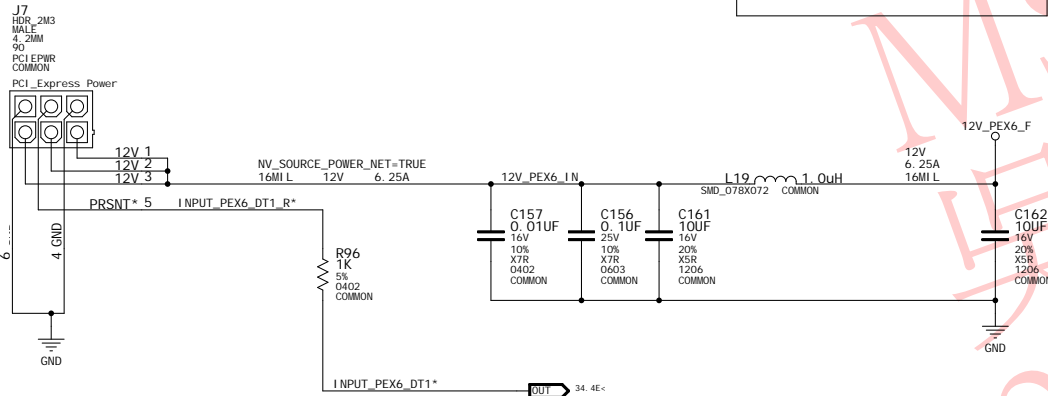 J7
HDR_2M3
MALE
4.2MM
90
PCIEPWR
COMMON
PCI_Express Power
12V 1
12V 2
12V 3
PRSNT* 5
INPUT_PEX6_DT1_R*
4 GND
6
GND
NV_SOURCE_POWER_NET=TRUE
16MIL 12V 6.25A
12V_PEX6_IN
R96
1K
5%
0402
COMMON
C157
0.01UF
16V
10%
X7R
0402
COMMON
C156
0.1UF
25V
10%
X7R
0603
COMMON
C161
10UF
16V
20%
X5R
1206
COMMON
L19 1.0uH
SMD_078X072 COMMON
12V_PEX6_F
12V
6.25A
16MIL
C162
10UF
16V
20%
X5R
1206
COMMON
GND
INPUT_PEX6_DT1*
OUT 34.4E<